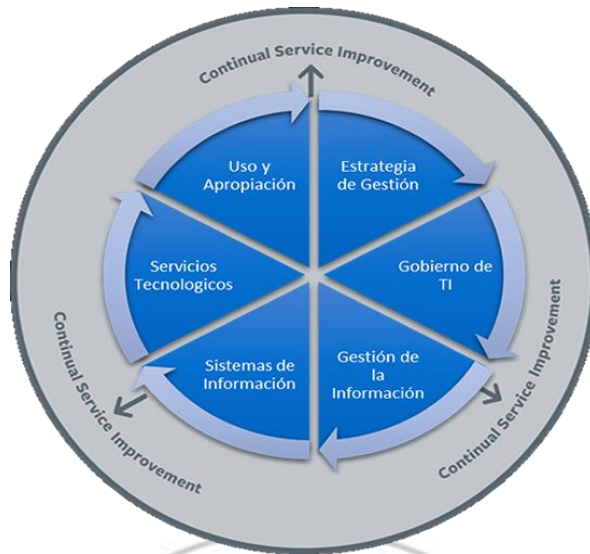 Continual Service Improvement
Uso y
Apropiación
Estrategia
de Gestión
Servicios
Tecnologicos
Gobierno de
TI
Sistemas de
Información
Gestión de
la
Información
Continual Service Improvement
Continual Service Improvement